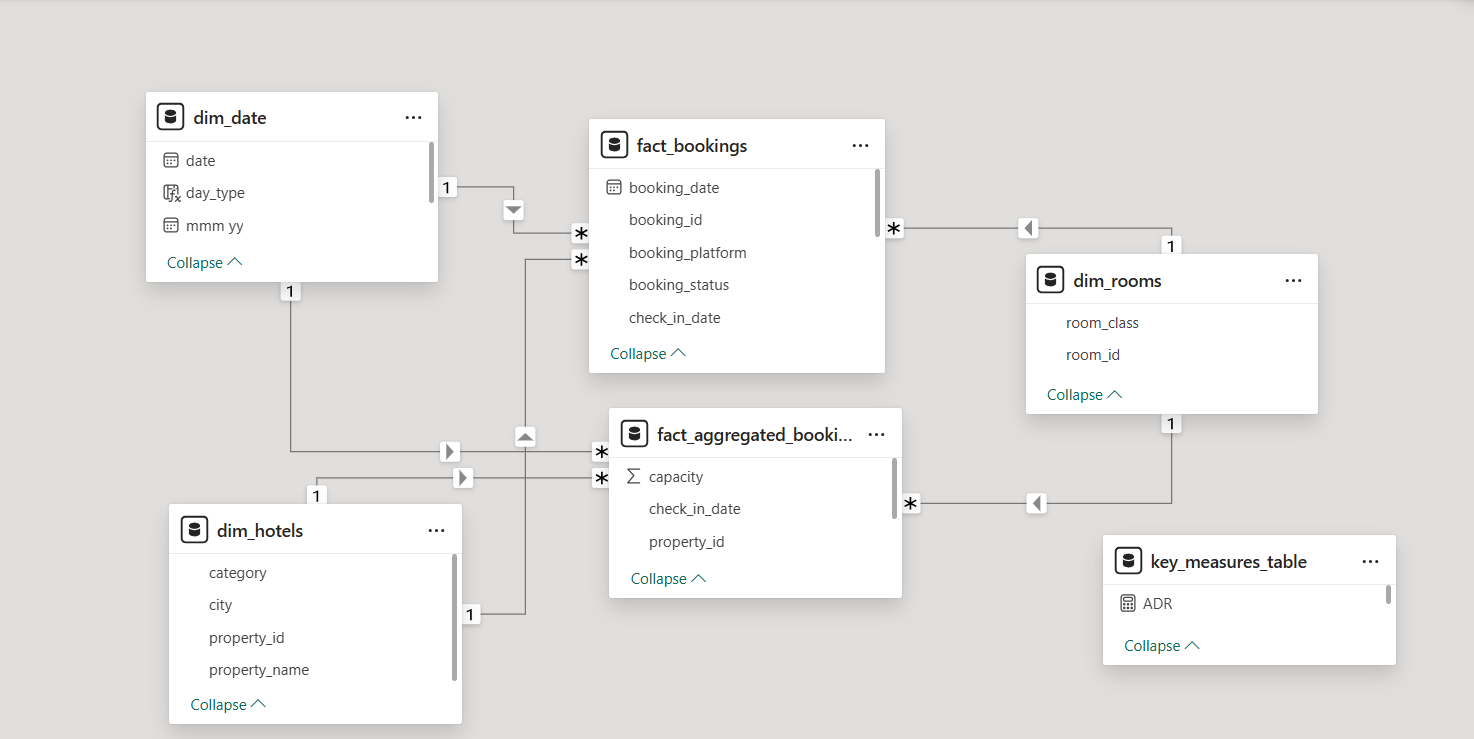 dim_date
date
day_type
mmm yy
Collapse
1
1
fact_bookings
booking_date
booking_id
booking_platform
booking_status
check_in_date
Collapse
*
*
*
1
dim_rooms
room_class
room_id
Collapse
1
fact_aggregated_booki...
capacity
check_in_date
property_id
Collapse
*
*
*
1
dim_hotels
category
city
property_id
property_name
Collapse
1
key_measures_table
ADR
Collapse